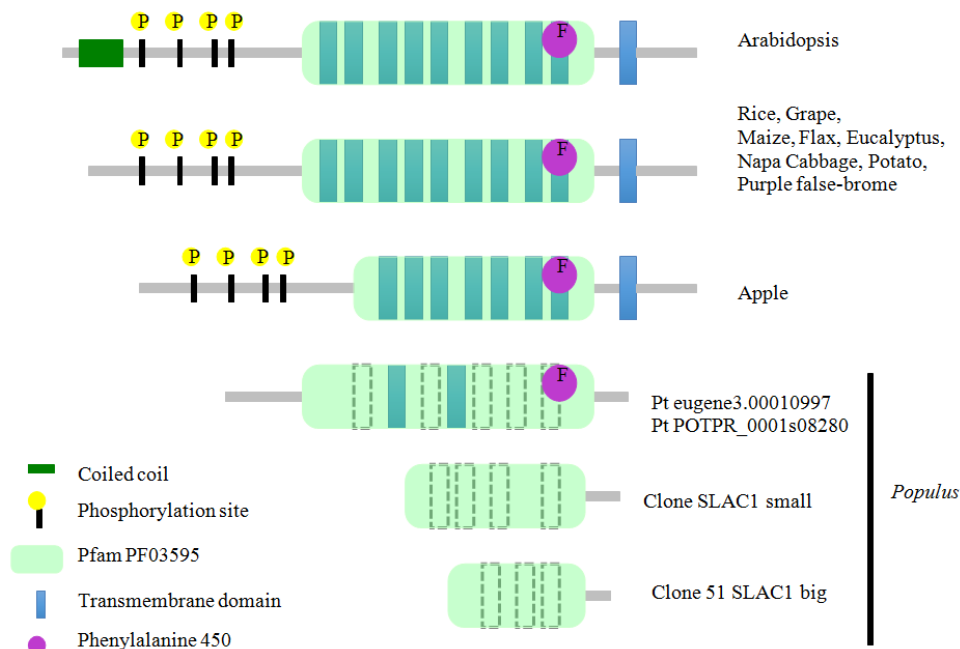 P P P P
F
Arabidopsis
P P P P
F
Rice, Grape,
Maize, Flax, Eucalyptus,
Napa Cabbage, Potato,
Purple false-brome
P P P P
F
Apple
F
Pt eugene3.00010997
Pt POTPR_0001s08280
Clone SLAC1 small
Clone 51 SLAC1 big
Populus
Coiled coil
Phosphorylation site
Pfam PF03595
Transmembrane domain
Phenylalanine 450